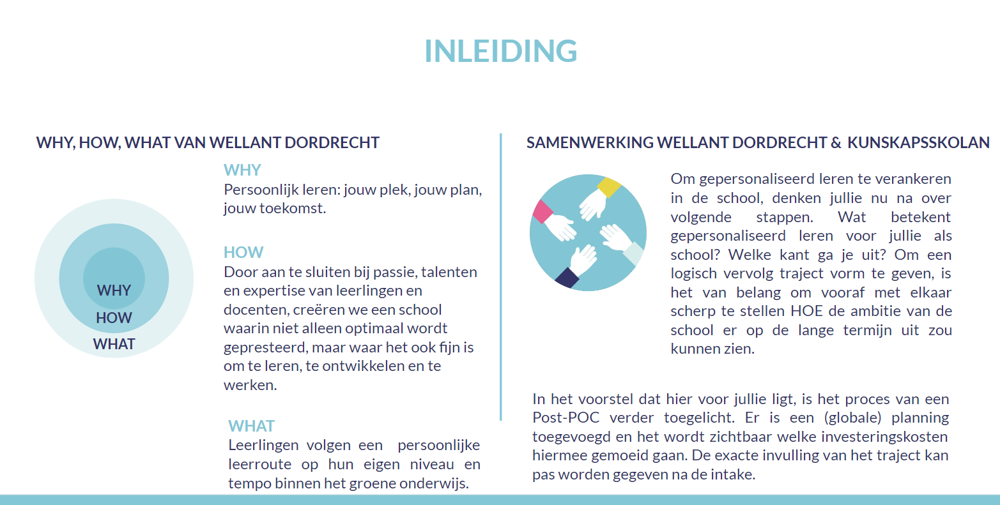 INLEIDING
WHY, HOW, WHAT VAN WELLANT DORDRECHT
WHY
HOW
WHAT
WHY
Persoonlijk leren: jouw plek, jouw plan,
jouw toekomst.
HOW
Door aan te sluiten bij passie, talenten
en expertise van leerlingen en
docenten, creëren we een school
waarin niet alleen optimaal wordt
gepresteerd, maar waar het ook fijn is
om te leren, te ontwikkelen en te
werken.
WHAT
Leerlingen volgen een persoonlijke
leerroute op hun eigen niveau en
tempo binnen het groene onderwijs.
SAMENWERKING WELLANT DORDRECHT & KUNSKAPSSKOLAN
Om gepersonaliseerd leren te verankeren
in de school, denken jullie nu na over
volgende stappen. Wat betekent
gepersonaliseerd leren voor jullie als
school? Welke kant ga je uit? Om een
logisch vervolg traject vorm te geven, is
het van belang om vooraf met elkaar
scherp te stellen HOE de ambitie van de
school er op de lange termijn uit zou
kunnen zien.
In het voorstel dat hier voor jullie ligt, is het proces van een
Post-POC verder toegelicht. Er is een (globale) planning
toegevoegd en het wordt zichtbaar welke investeringskosten
hiermee gemoeid gaan. De exacte invulling van het traject kan
pas worden gegeven na de intake.